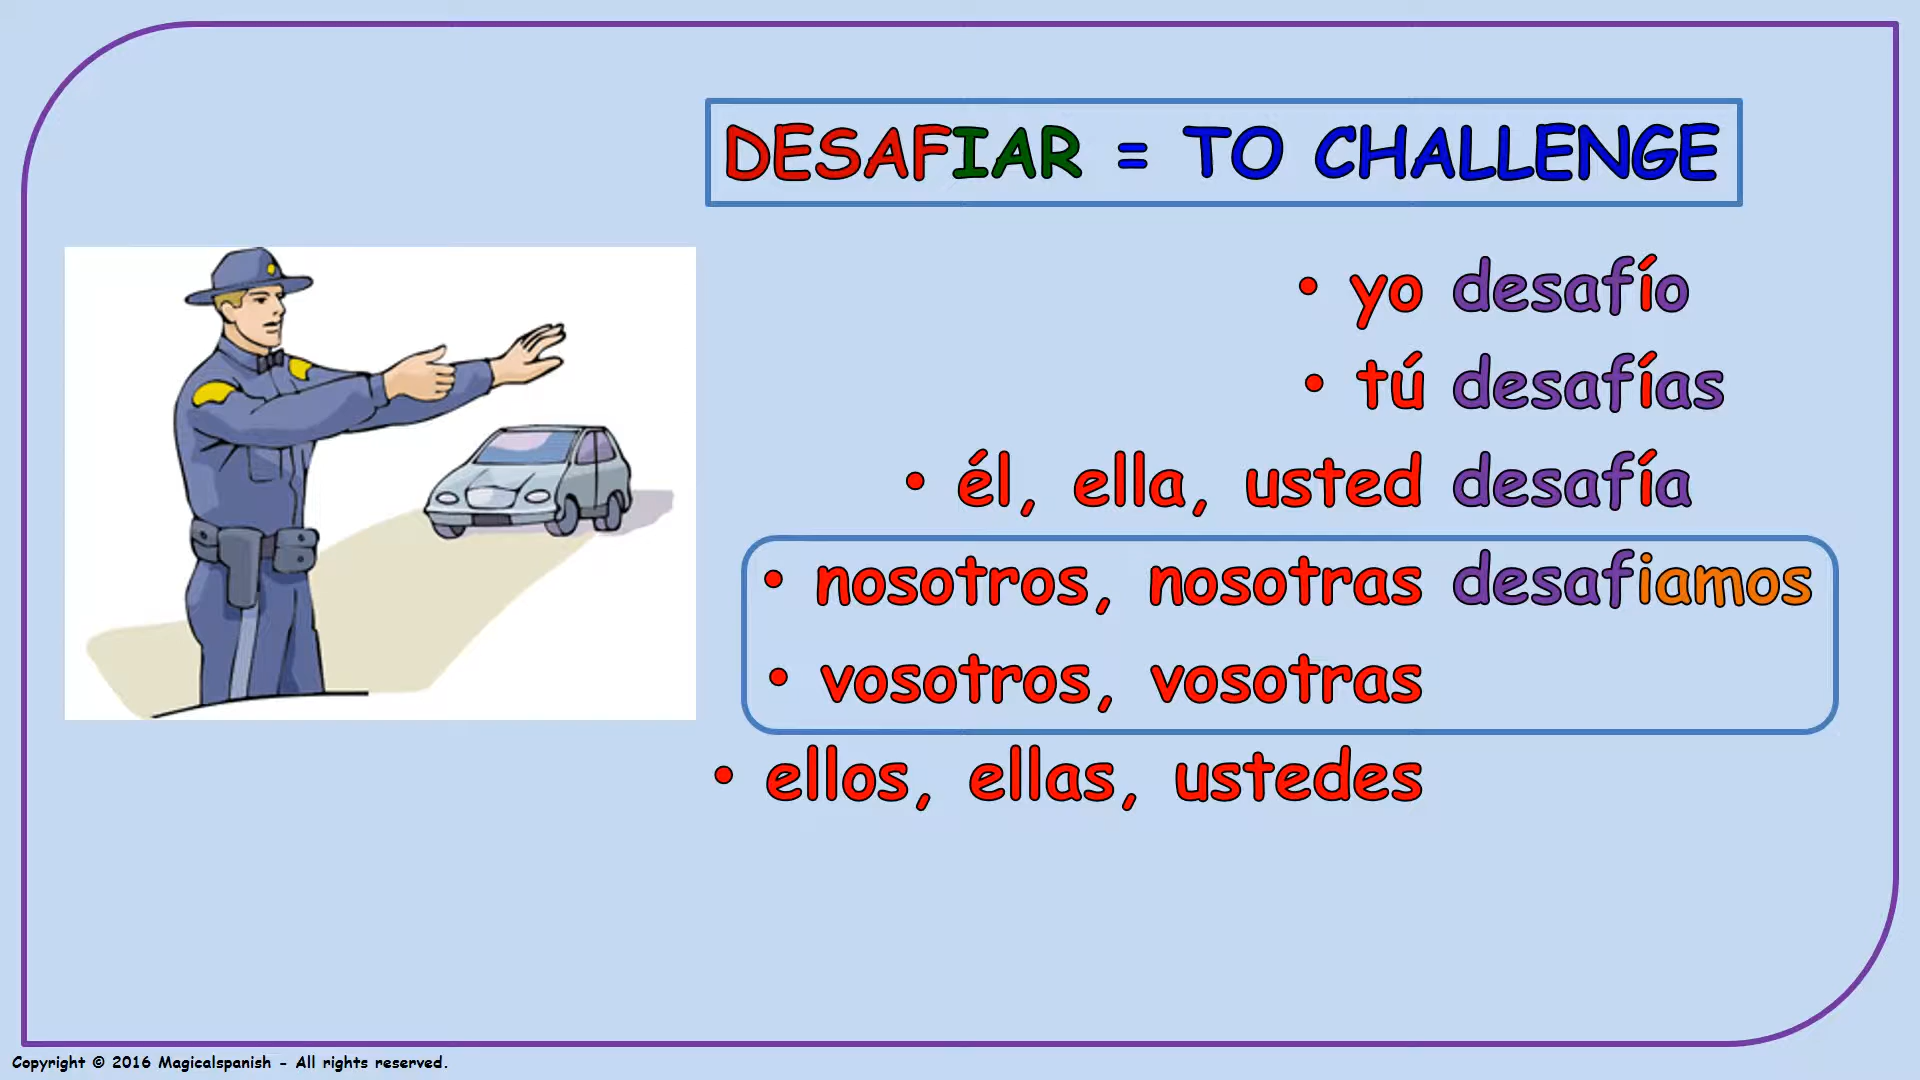 DESAFIAR = TO CHALLENGE
• yo desafío
• tú desafías
• él, ella, usted desafía
• nosotros, nosotras desafiamos
• vosotros, vosotras
• ellos, ellas, ustedes
Copyright © 2016 Magicalspanish - All rights reserved.